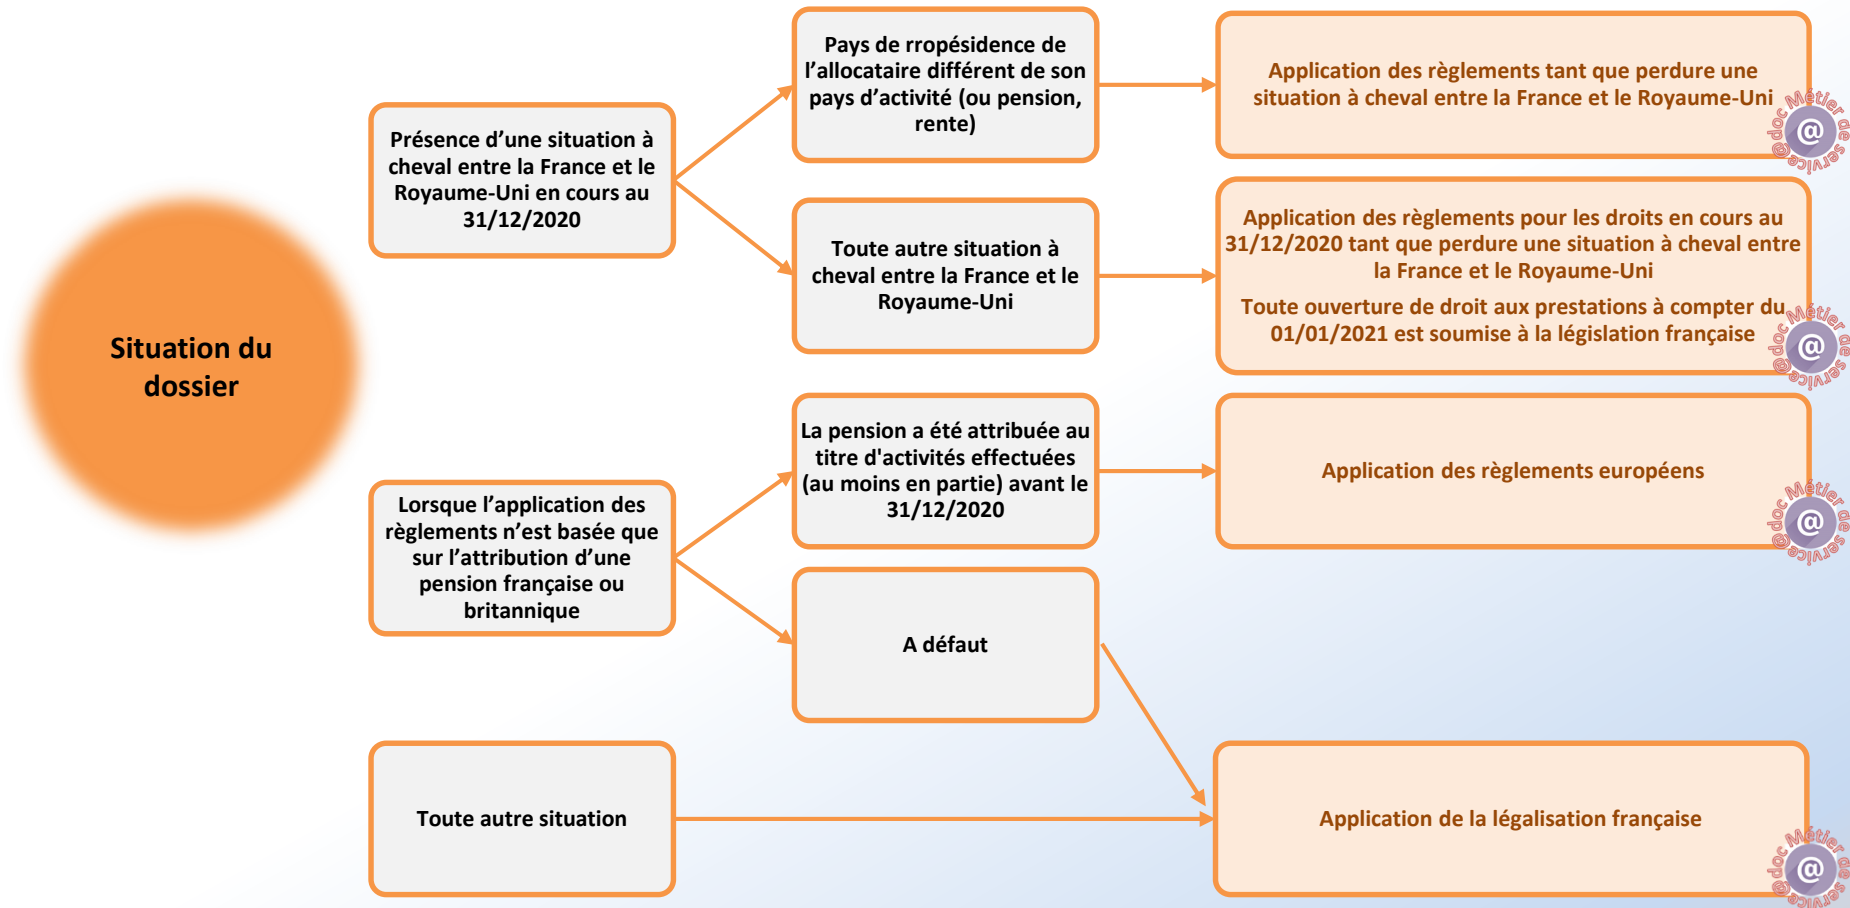 Situation du
dossier
Présence d’une situation à
cheval entre la France et le
Royaume-Uni en cours au
31/12/2020
Pays de rropésidence de
l’allocataire différent de son
pays d’activité (ou pension,
rente)
Application des règlements tant que perdure une
situation à cheval entre la France et le Royaume-Uni
@doc Métier de service
@
Toute autre situation à
cheval entre la France et le
Royaume-Uni
Application des règlements pour les droits en cours au
31/12/2020 tant que perdure une situation à cheval entre
la France et le Royaume-Uni
Toute ouverture de droit aux prestations à compter du
01/01/2021 est soumise à la législation française
@doc Métier de service
@
Lorsque l’application des
règlements n’est basée que
sur l’attribution d’une
pension française ou
britannique
La pension a été attribuée au
titre d'activités effectuées
(au moins en partie) avant le
31/12/2020
Application des règlements européens
@doc Métier de service
@
A défaut
Toute autre situation
Application de la légalisation française
@doc Métier de service
@